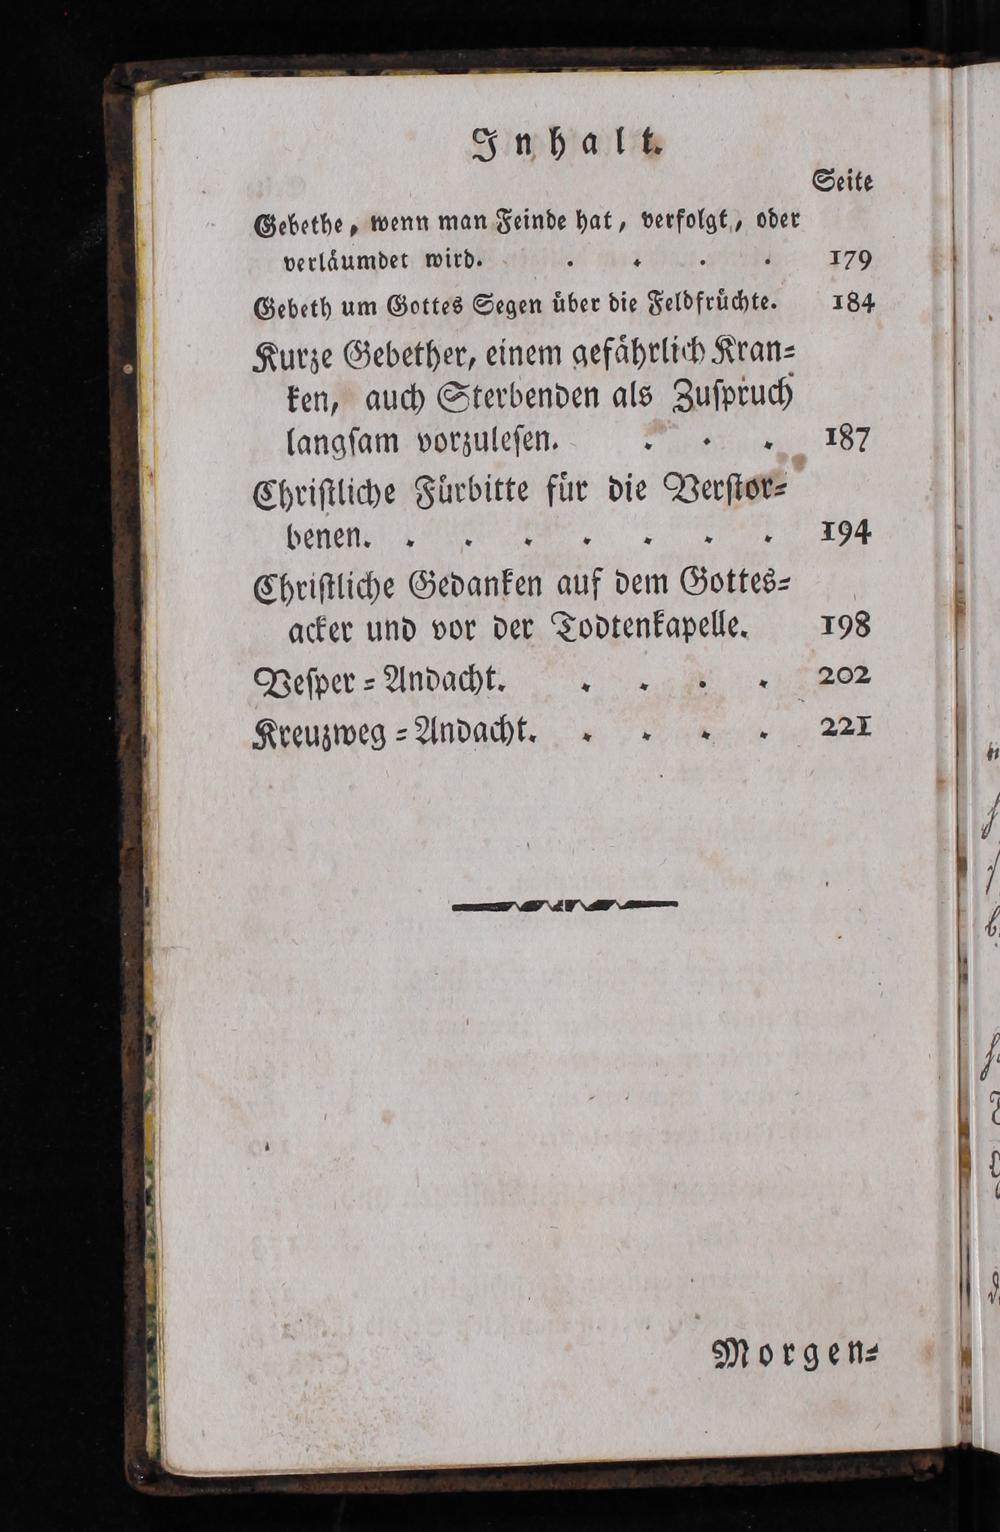 Inhalt.
Seite
Gebethe, wenn man Feinde hat, verfolgt, oder
verläumdet wird. . . . . 179
Gebeth um Gottes Segen über die Feldfrüchte. 184
Kurze Gebether, einem gefährlich Kran=
ken, auch Sterbenden als Zuspruch
langsam vorzulesen. . . . 187
Christliche Fürbitte für die Verstor=
benen. . . . . . . . 194
Christliche Gedanken auf dem Gottes=
acker und vor der Todtenkapelle. 198
Vesper=Andacht. . . . . 202
Kreuzweg=Andacht. . . . . 221
Morgen=